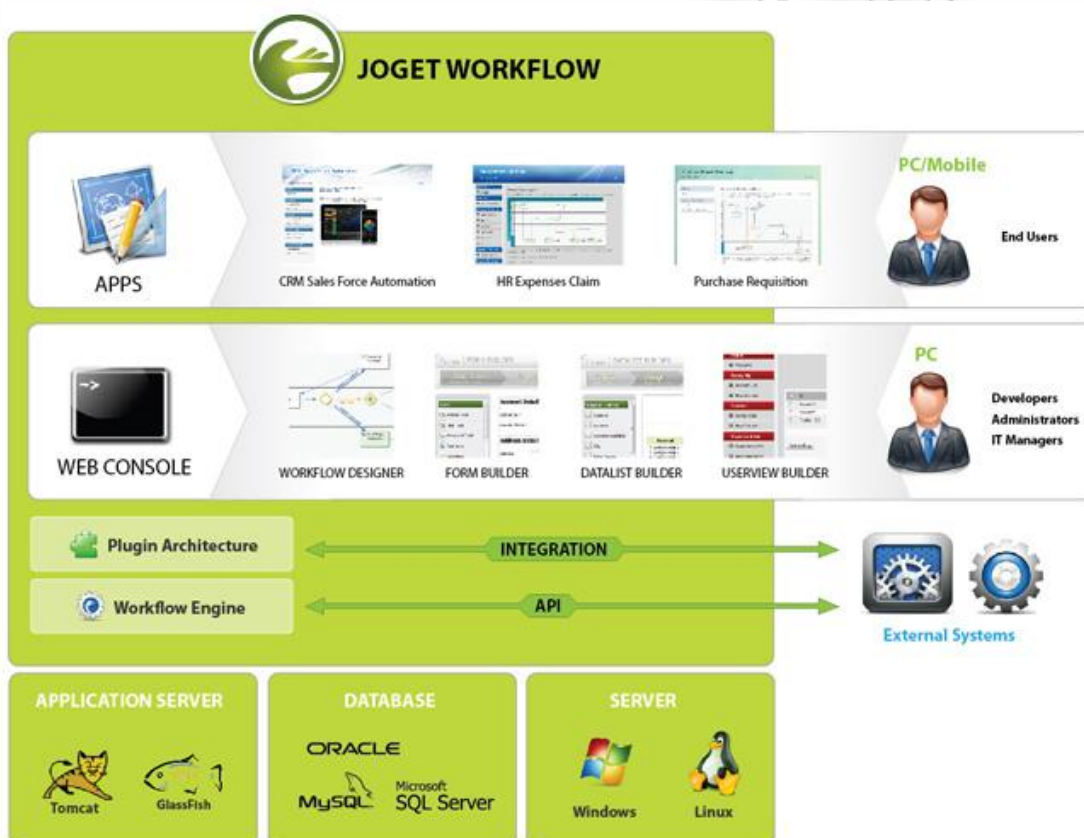 JOGET WORKFLOW
APPS
CRM Sales Force Automation
HR Expenses Claim
Purchase Requisition
PC/Mobile
End Users
->
WEB CONSOLE
WORKFLOW DESIGNER
FORM BUILDER
DATALIST BUILDER
USERVIEW BUILDER
PC
Developers
Administrators
IT Managers
Plugin Architecture
INTEGRATION
Workflow Engine
API
External Systems
APPLICATION SERVER
Tomcat
GlassFish
DATABASE
ORACLE
MySQL
Microsoft
SQL Server
SERVER
Windows
Linux